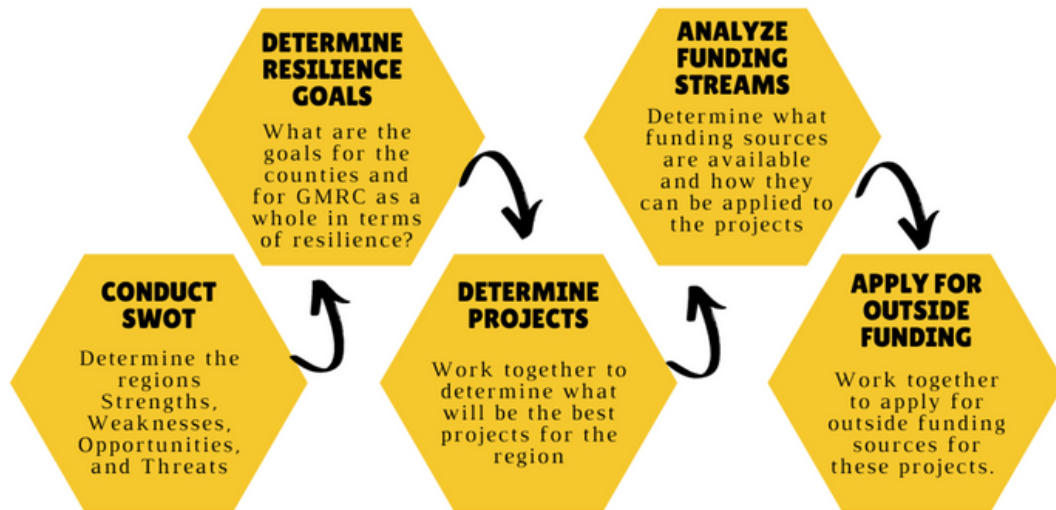 CONDUCT
SWOT
Determine the
regions
Strengths,
Weaknesses,
Opportunities,
and Threats
DETERMINE
RESILIENCE
GOALS
What are the
goals for the
counties and
for GMRC as a
whole in terms
of resilience?
DETERMINE
PROJECTS
Work together to
determine what
will be the best
projects for the
region
ANALYZE
FUNDING
STREAMS
Determine what
funding sources
are available
and how they
can be applied to
the projects
APPLY FOR
OUTSIDE
FUNDING
Work together
to apply for
outside funding
sources for
these projects.